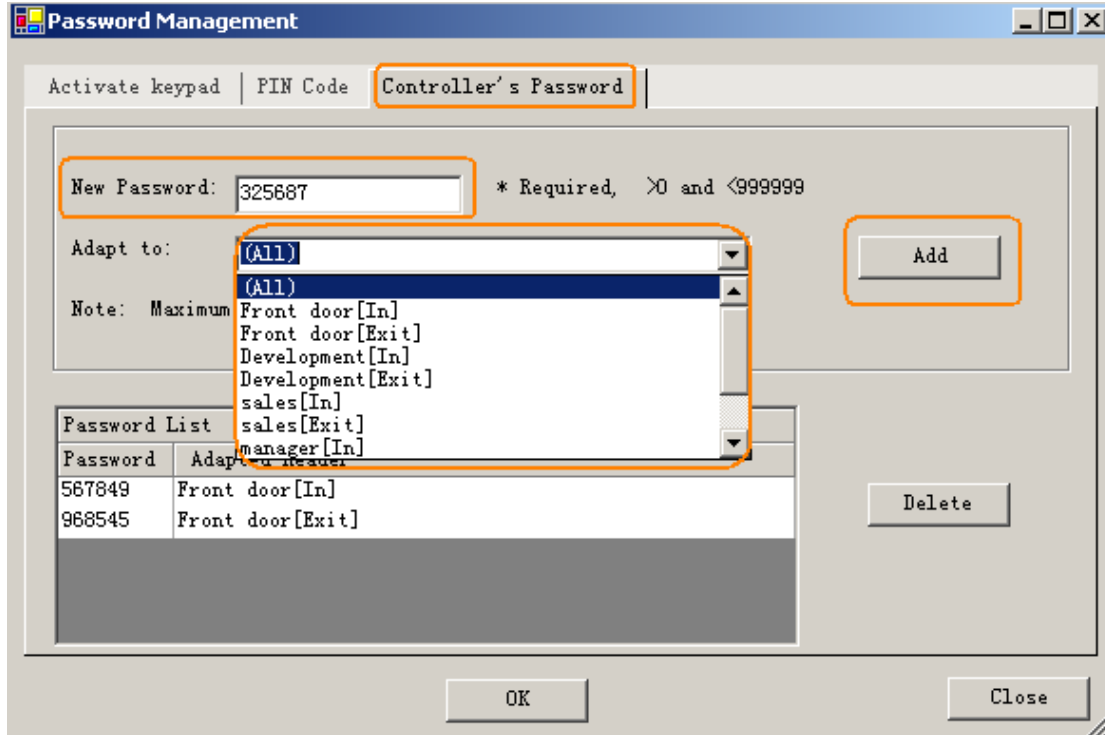 Password Management
Activate keypad | PIN Code Controller's Password
New Password: 325687 * Required, >0 and <999999
Adapt to: (All) Add
(All)
Note: Maximum Front door[In]
Front door[Exit]
Development[In]
Development[Exit]
sales[In]
Password List sales[Exit]
manager[In]
Password Adapted Reader
567849 Front door[In]
968545 Front door[Exit]
Delete
OK Close